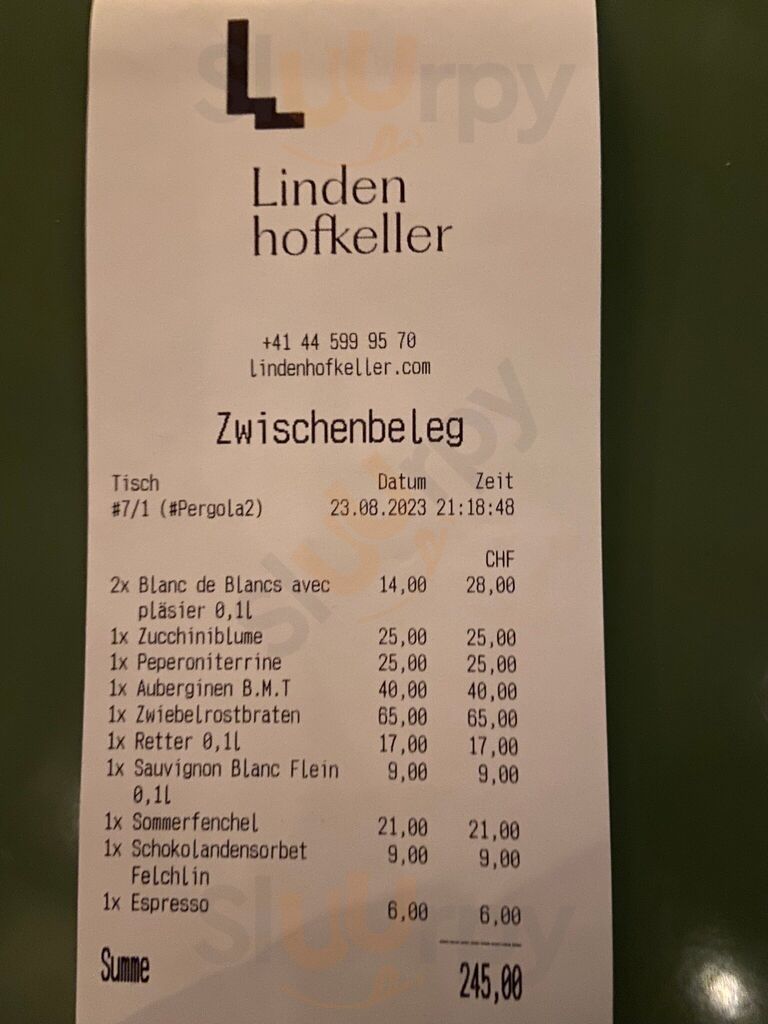 Linden
hofkeller
+41 44 599 95 70
lindenhofkeller.com
Zwischenbeleg
Tisch Datum Zeit
#7/1 (#Pergola2) 23.08.2023 21:18:48
CHF
2x Blanc de Blancs avec 14,00 28,00
pläsier 0,1l
1x Zucchiniblume 25,00 25,00
1x Peperoniterrine 25,00 25,00
1x Auberginen B.M.T 40,00 40,00
1x Zwiebelrostbraten 65,00 65,00
1x Retter 0,1l 17,00 17,00
1x Sauvignon Blanc Flein 9,00 9,00
0,1l
1x Sommerfenchel 21,00 21,00
1x Schokolandensorbet 9,00 9,00
Felchlin
1x Espresso 6,00 6,00
Summe 245,00
Sluurpy
Sluurpy
Sluurpy